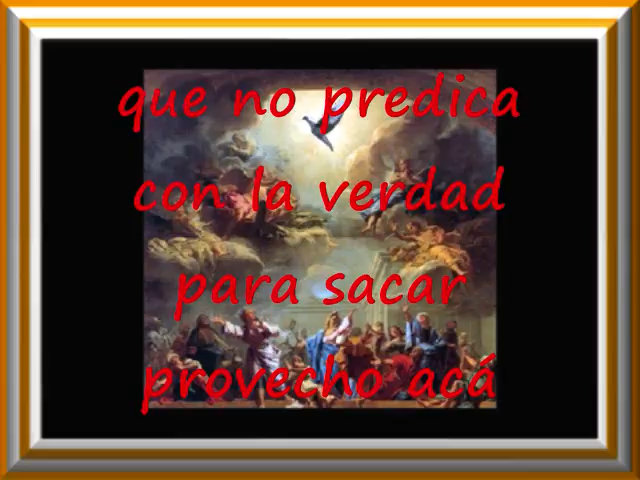 que no predica
con la verdad
para sacar
provecho acá